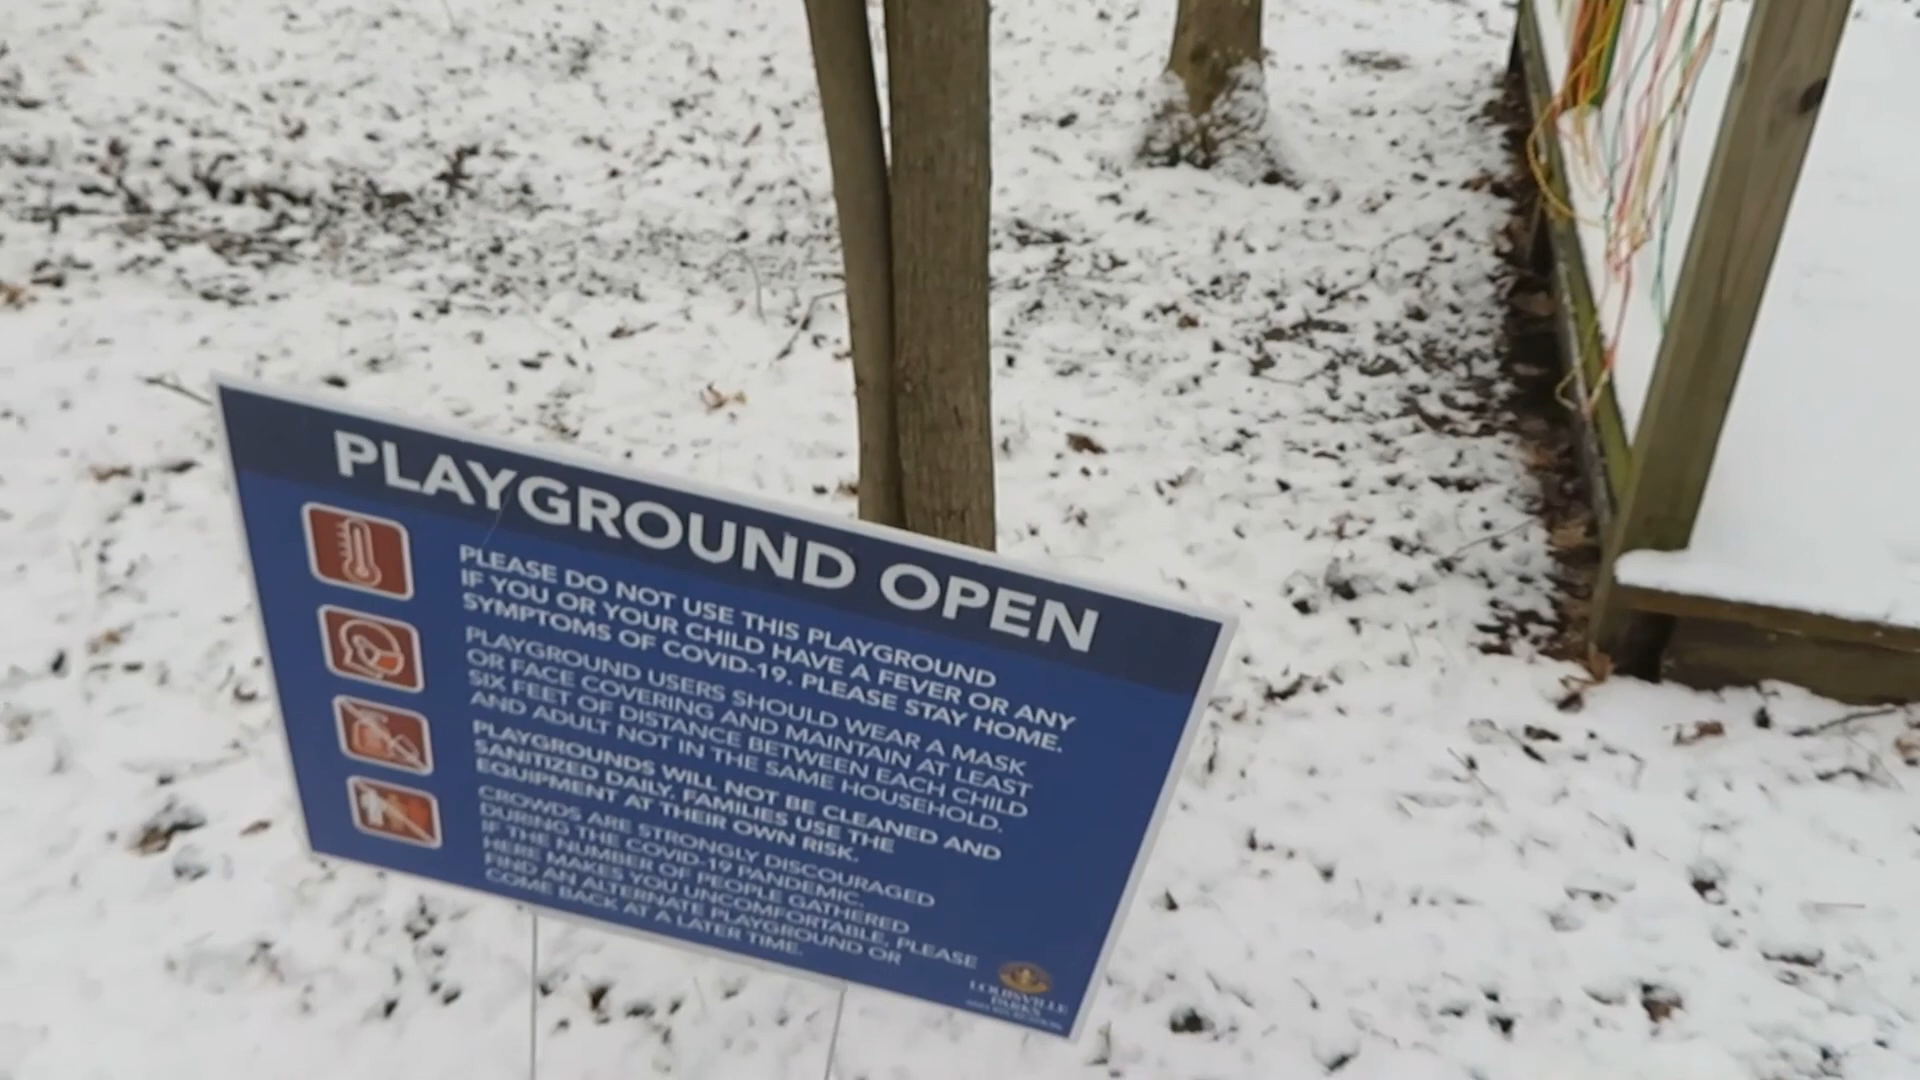 PLAYGROUND OPEN
PLEASE DO NOT USE THIS PLAYGROUND
IF YOU OR YOUR CHILD HAVE A FEVER OR ANY
SYMPTOMS OF COVID-19. PLEASE STAY HOME.
PLAYGROUND USERS SHOULD WEAR A MASK
OR FACE COVERING AND MAINTAIN AT LEAST
SIX FEET OF DISTANCE BETWEEN EACH CHILD
AND ADULT NOT IN THE SAME HOUSEHOLD.
PLAYGROUNDS WILL NOT BE CLEANED AND
SANITIZED DAILY. FAMILIES USE THE
EQUIPMENT AT THEIR OWN RISK.
CROWDS ARE STRONGLY DISCOURAGED
DURING THE COVID-19 PANDEMIC.
IF THE NUMBER OF PEOPLE GATHERED
HERE MAKES YOU UNCOMFORTABLE, PLEASE
FIND AN ALTERNATE PLAYGROUND OR
COME BACK AT A LATER TIME.
LOUISVILLE
PARKS